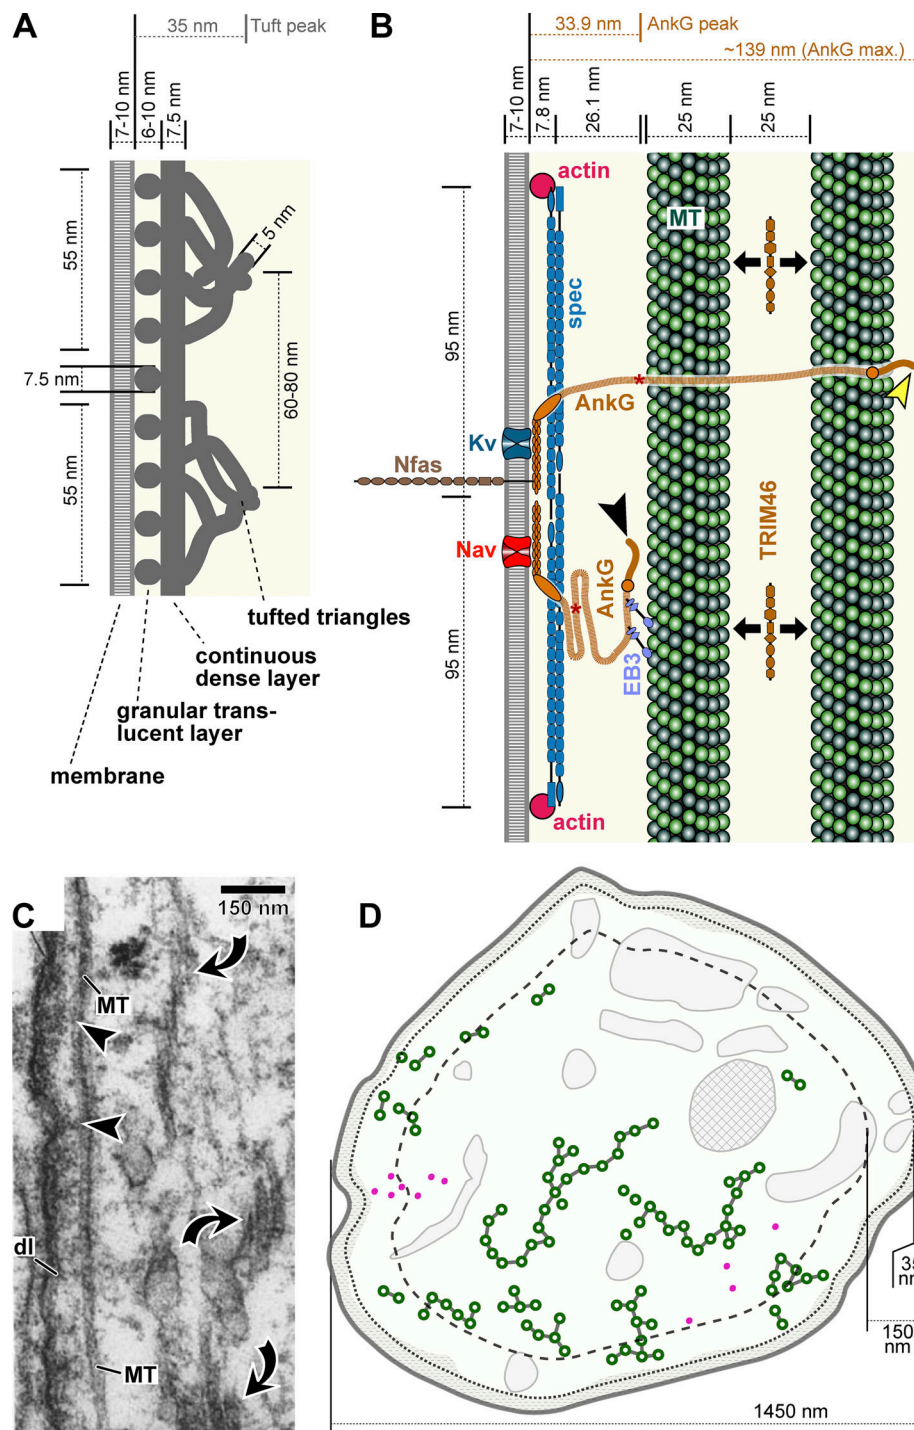 A
35 nm
Tuft peak
7-10 nm
6-10 nm
7.5 nm
55 nm
5 nm
7.5 nm
60-80 nm
55 nm
tufted triangles
continuous
dense layer
granular trans-
lucent layer
membrane
B
33.9 nm
AnkG peak
~139 nm (AnkG max.)
7-10 nm
7.8 nm
26.1 nm
25 nm
25 nm
actin
MT
spec
95 nm
*
AnkG
Kv
Nfas
Nav
*
AnkG
TRIM46
EB3
95 nm
actin
C
150 nm
MT
dl
MT
D
35
nm
150
nm
1450 nm